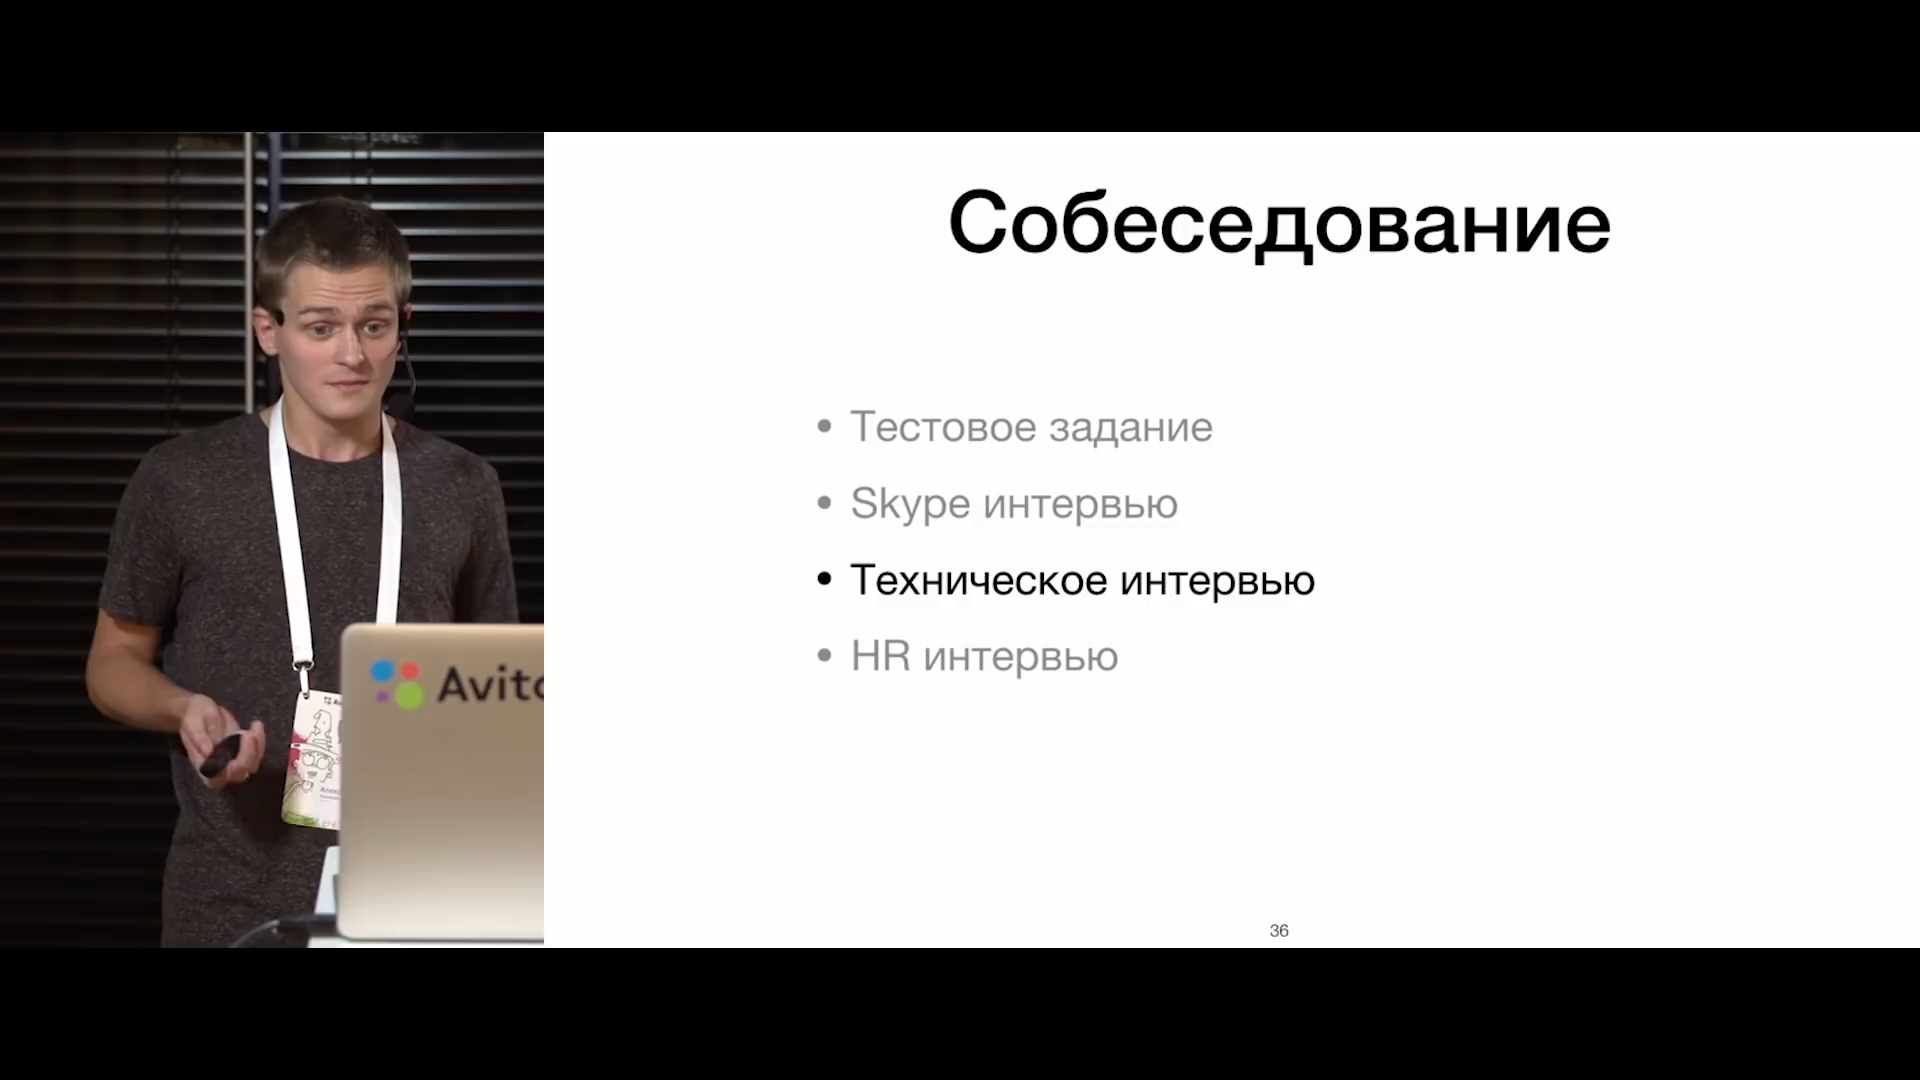 Собеседование
• Тестовое задание
• Skype интервью
• Техническое интервью
• HR интервью
Avito
36